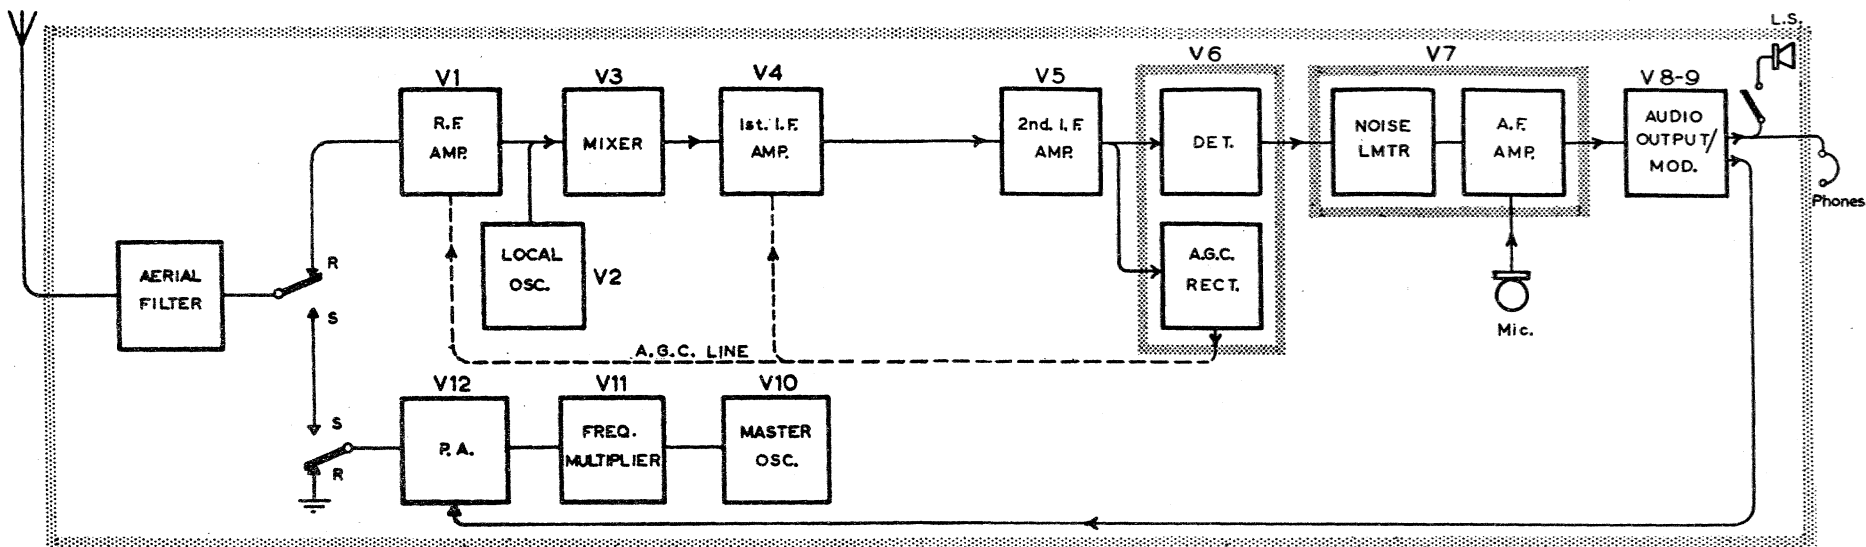 L.S.
V1
V3
V4
V5
V6
V7
V8-9
R.F.
AMP.
MIXER
1st. I.F.
AMP.
2nd. I.F.
AMP.
DET.
NOISE
LMTR
A.F.
AMP.
AUDIO
OUTPUT/
MOD.
Phones
LOCAL
OSC.
V2
A.G.C.
RECT.
Mic.
AERIAL
FILTER
R
S
A.G.C. LINE
V12
V11
V10
S
R
P.A.
FREQ.
MULTIPLIER
MASTER
OSC.